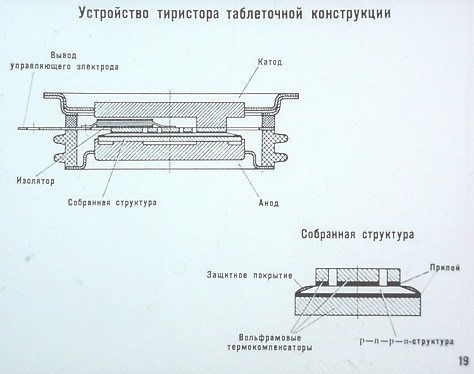 Устройство тиристора таблеточной конструкции
Вывод
управляющего электрода
Катод
Изолятор
Собранная структура
Анод
Собранная структура
Защитное покрытие
Припой
Вольфрамовые
термокомпенсаторы
p–n–p–n-структура
19